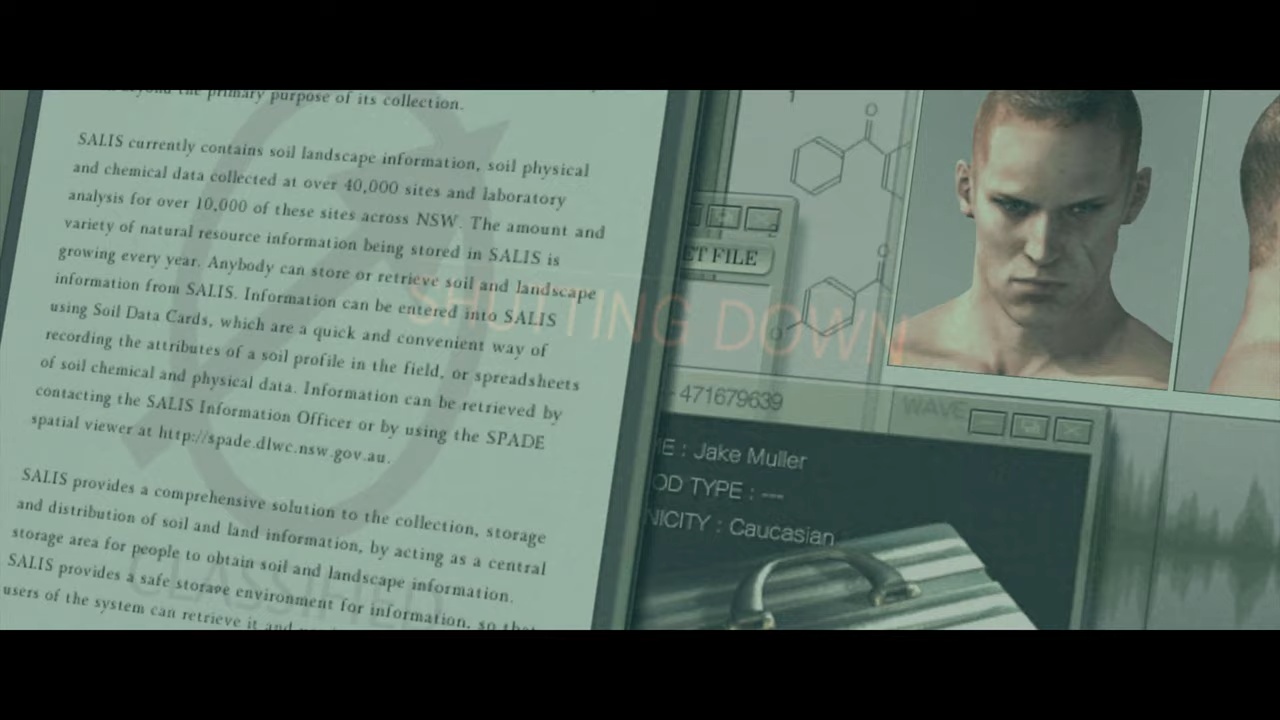 beyond the primary purpose of its collection.
SALIS currently contains soil landscape information, soil physical
and chemical data collected at over 40,000 sites and laboratory
analysis for over 10,000 of these sites across NSW. The amount and
variety of natural resource information being stored in SALIS is
growing every year. Anybody can store or retrieve soil and landscape
information from SALIS. Information can be entered into SALIS
using Soil Data Cards, which are a quick and convenient way of
recording the attributes of a soil profile in the field, or spreadsheets
of soil chemical and physical data. Information can be retrieved by
contacting the SALIS Information Officer or by using the SPADE
spatial viewer at http://spade.dlwc.nsw.gov.au.
SALIS provides a comprehensive solution to the collection, storage
and distribution of soil and land information, by acting as a central
storage area for people to obtain soil and landscape information.
SALIS provides a safe storage environment for information, so that
users of the system can retrieve it and
CLASSIFIED
SHUTTING DOWN
1
O
O
O
ET FILE
- 471679639
WAVE
E : Jake Muller
OD TYPE : ---
NICITY : Caucasian